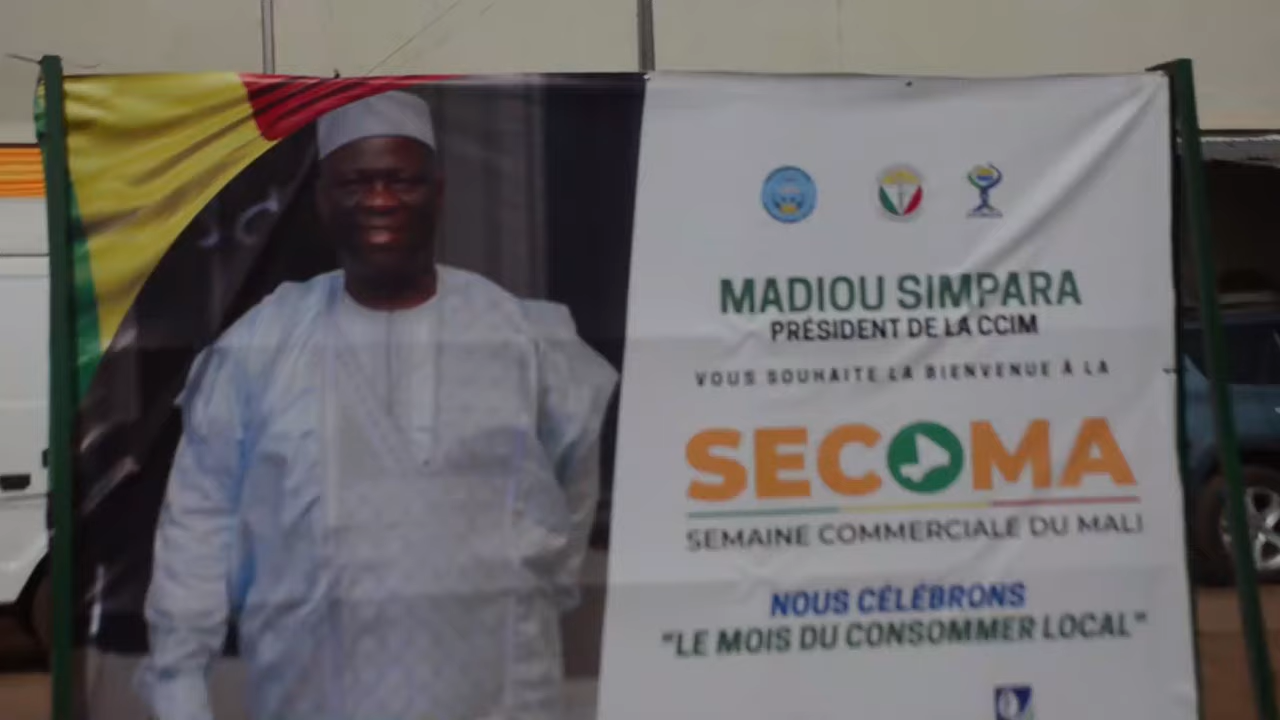 MADIOU SIMPARA
PRÉSIDENT DE LA CCIM
VOUS SOUHAITE LA BIENVENUE À LA
SECOMA
SEMAINE COMMERCIALE DU MALI
NOUS CÉLÉBRONS
"LE MOIS DU CONSOMMER LOCAL"